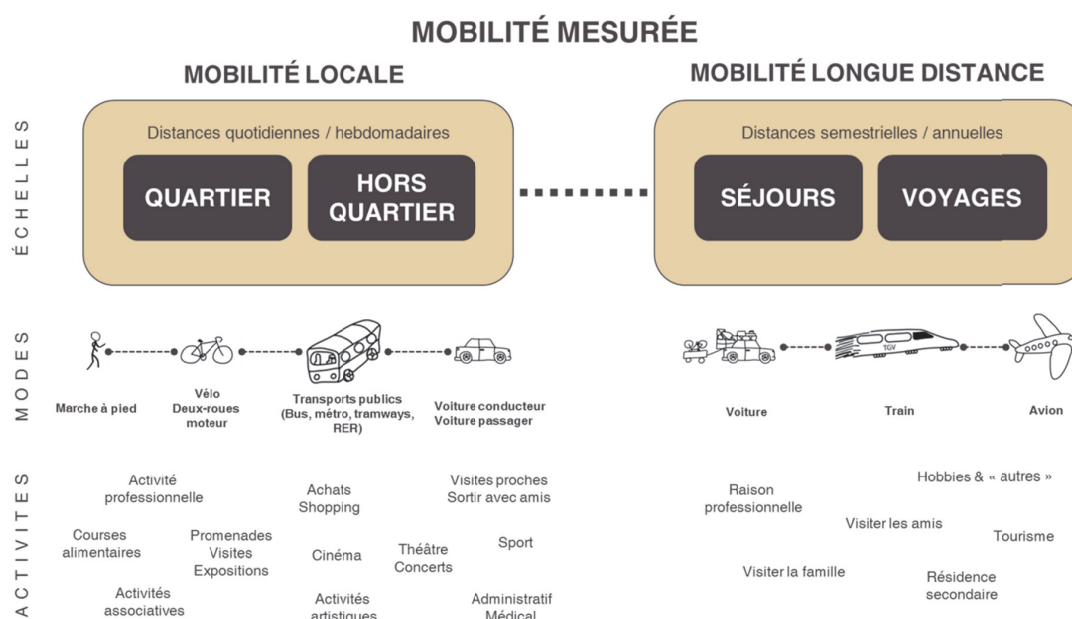 MOBILITÉ MESURÉE
MOBILITÉ LOCALE
MOBILITÉ LONGUE DISTANCE
ÉCHELLES
Distances quotidiennes / hebdomadaires
QUARTIER
HORS
QUARTIER
Distances semestrielles / annuelles
SÉJOURS
VOYAGES
MODES
TGV
Marche à pied
Vélo
Deux-roues
moteur
Transports publics
(Bus, métro, tramways,
RER)
Voiture conducteur
Voiture passager
Voiture
Train
Avion
ACTIVITES
Activité
professionnelle
Achats
Shopping
Visites proches
Sortir avec amis
Courses
alimentaires
Promenades
Visites
Expositions
Cinéma
Théâtre
Concerts
Sport
Activités
associatives
Activités
artistiques
Administratif
Médical
Raison
professionnelle
Hobbies & « autres »
Visiter les amis
Tourisme
Visiter la famille
Résidence
secondaire